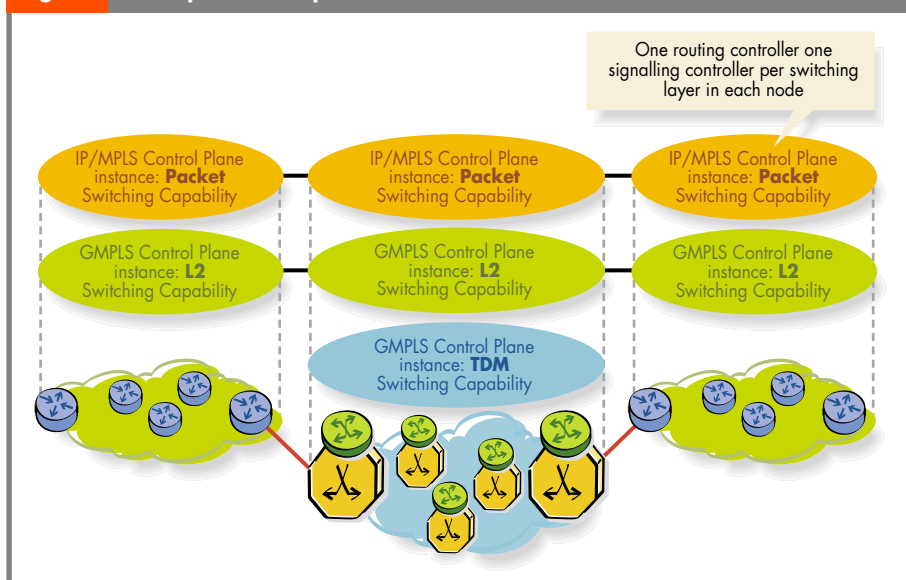 One routing controller one
signalling controller per switching
layer in each node
IP/MPLS Control Plane
instance: Packet
Switching Capability
IP/MPLS Control Plane
instance: Packet
Switching Capability
IP/MPLS Control Plane
instance: Packet
Switching Capability
GMPLS Control Plane
instance: L2
Switching Capability
GMPLS Control Plane
instance: L2
Switching Capability
GMPLS Control Plane
instance: L2
Switching Capability
GMPLS Control Plane
instance: TDM
Switching Capability